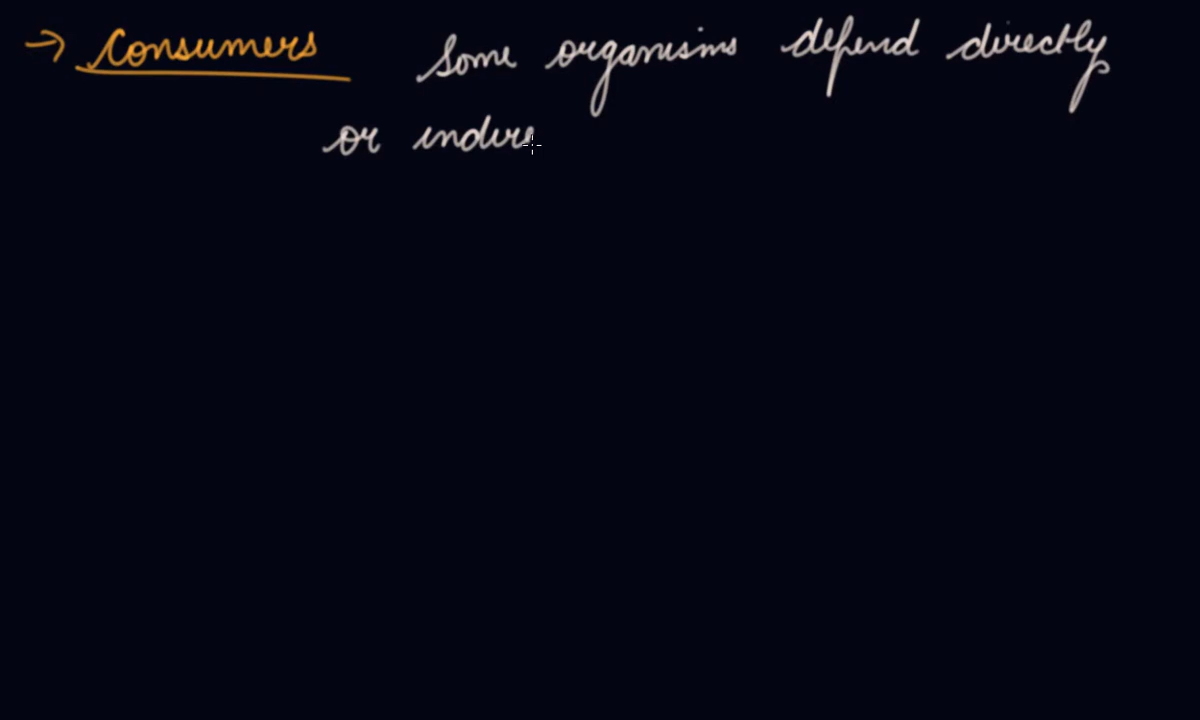 → Consumers Some organisms depend directly
or indire